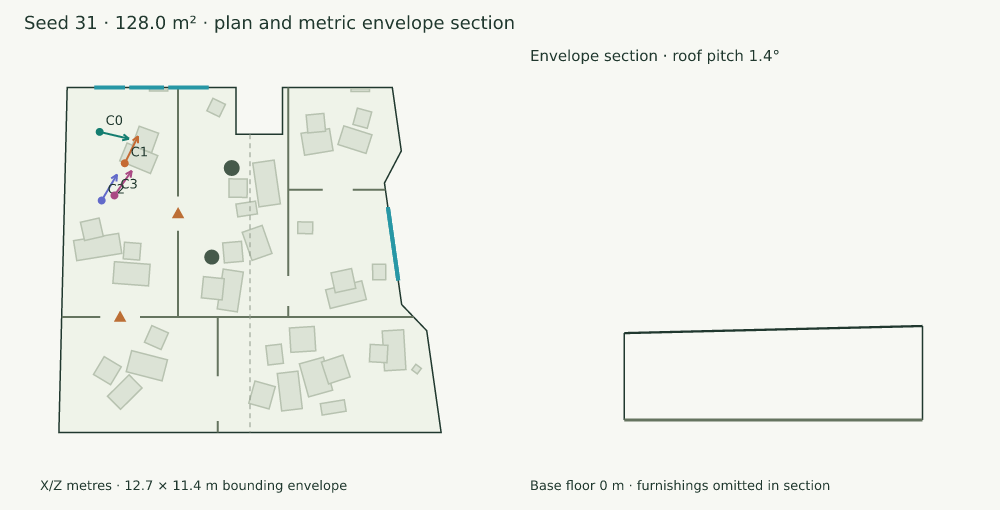 Seed 31 · 128.0 m² · plan and metric envelope section
Envelope section · roof pitch 1.4°
C0
C1
C3
C2
X/Z metres · 12.7 × 11.4 m bounding envelope
Base floor 0 m · furnishings omitted in section